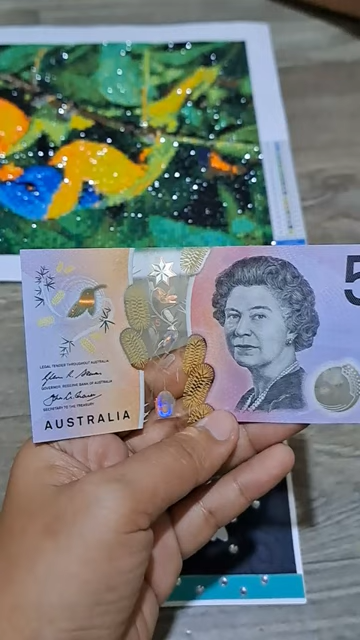 5
LEGAL TENDER THROUGHOUT AUSTRALIA
GOVERNOR, RESERVE BANK OF AUSTRALIA
SECRETARY TO THE TREASURY
AUSTRALIA